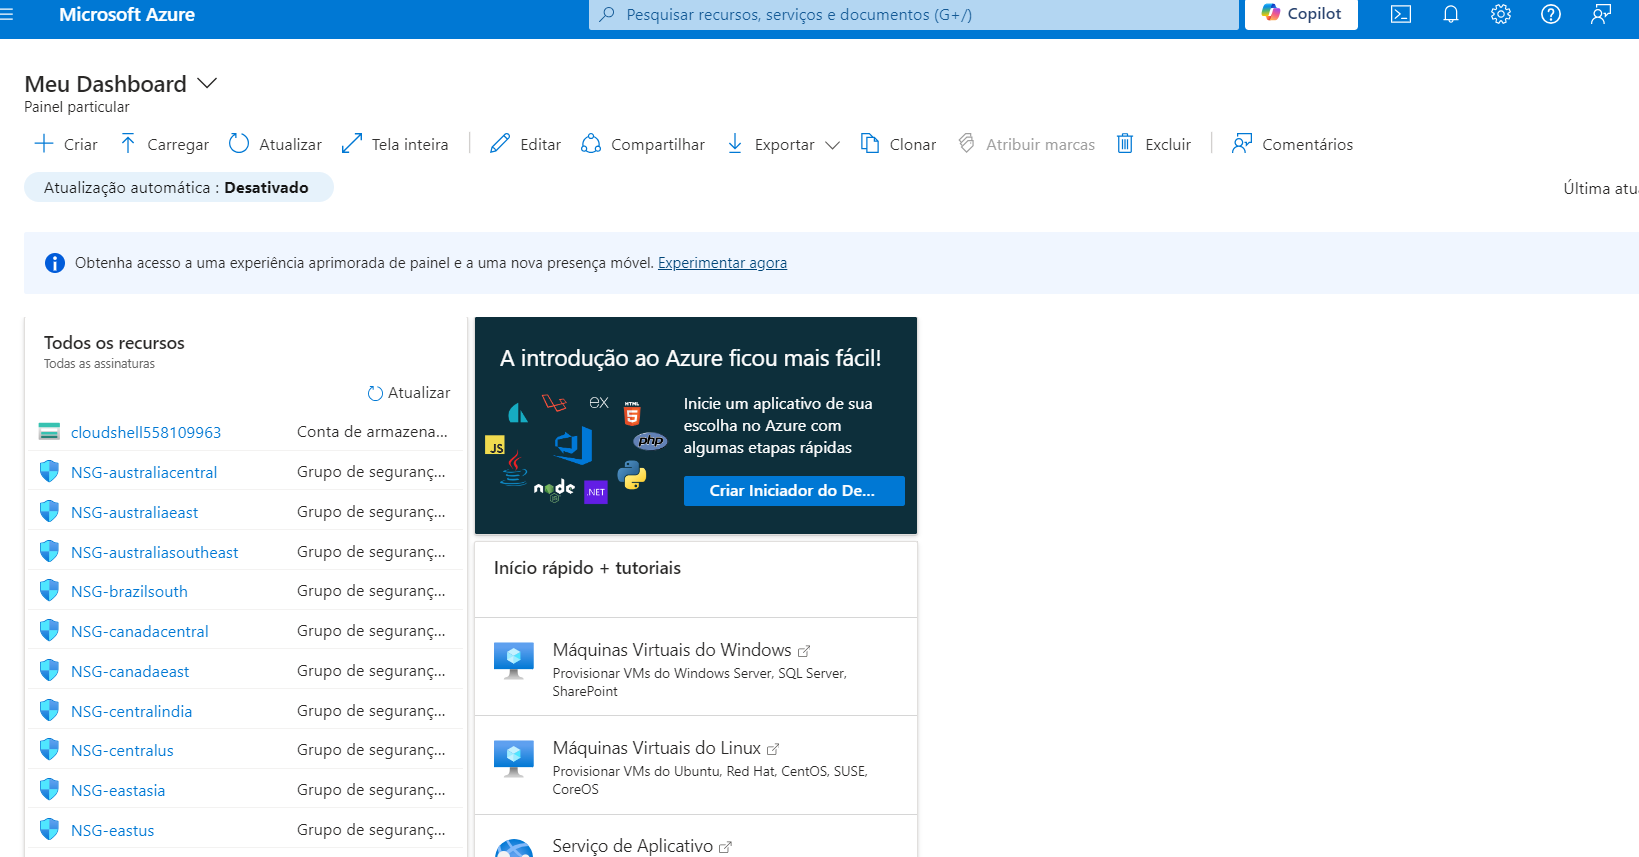 Microsoft Azure
Pesquisar recursos, serviços e documentos (G+/)
Copilot
Meu Dashboard
Painel particular
Criar
Carregar
Atualizar
Tela inteira
Editar
Compartilhar
Exportar
Clonar
Atribuir marcas
Excluir
Comentários
Atualização automática : Desativado
Última atu
Obtenha acesso a uma experiência aprimorada de painel e a uma nova presença móvel. Experimentar agora
Todos os recursos
Todas as assinaturas
Atualizar
cloudshell558109963 Conta de armazena...
NSG-australiacentral Grupo de seguranç...
NSG-australiaeast Grupo de seguranç...
NSG-australiasoutheast Grupo de seguranç...
NSG-brazilsouth Grupo de seguranç...
NSG-canadacentral Grupo de seguranç...
NSG-canadaeast Grupo de seguranç...
NSG-centralindia Grupo de seguranç...
NSG-centralus Grupo de seguranç...
NSG-eastasia Grupo de seguranç...
NSG-eastus Grupo de seguranç...
A introdução ao Azure ficou mais fácil!
EX
HTML
5
JS
php
node
JS
.NET
Inicie um aplicativo de sua
escolha no Azure com
algumas etapas rápidas
Criar Iniciador do De...
Início rápido + tutoriais
Máquinas Virtuais do Windows
Provisionar VMs do Windows Server, SQL Server,
SharePoint
Máquinas Virtuais do Linux
Provisionar VMs do Ubuntu, Red Hat, CentOS, SUSE,
CoreOS
Serviço de Aplicativo